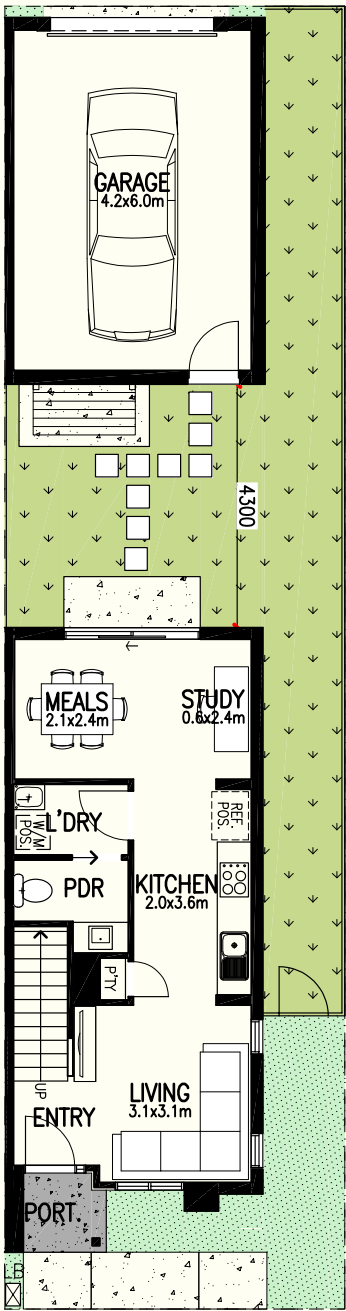 GARAGE
4.2x6.0m
4300
MEALS
2.1x2.4m
STUDY
0.6x2.4m
L'DRY
W/M
POS.
REF.
POS.
PDR
KITCHEN
2.0x3.6m
P'TY
UP
LIVING
3.1x3.1m
ENTRY
PORT.
LB